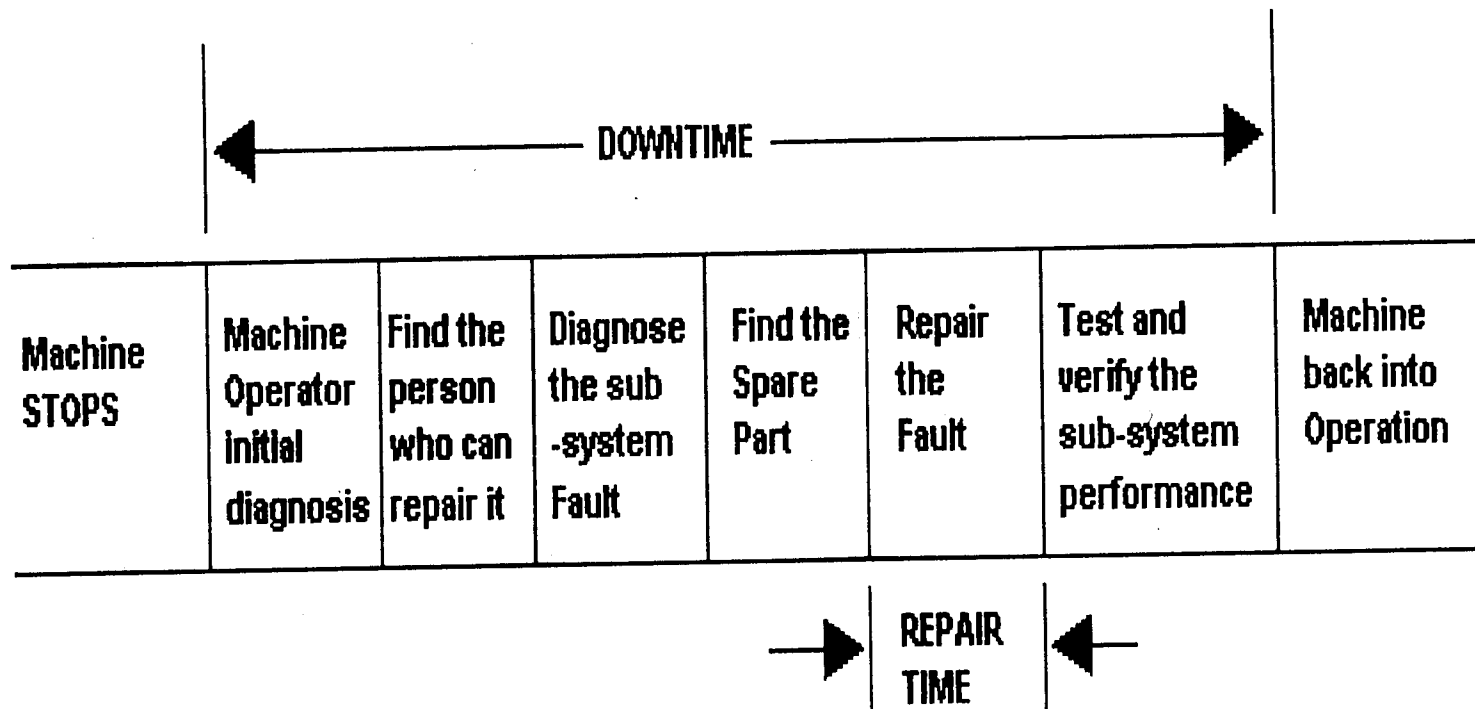 DOWNTIME
Machine
STOPS
Machine
Operator
initial
diagnosis
Find the
person
who can
repair it
Diagnose
the sub
-system
Fault
Find the
Spare
Part
Repair
the
Fault
Test and
verify the
sub-system
performance
Machine
back into
Operation
REPAIR
TIME